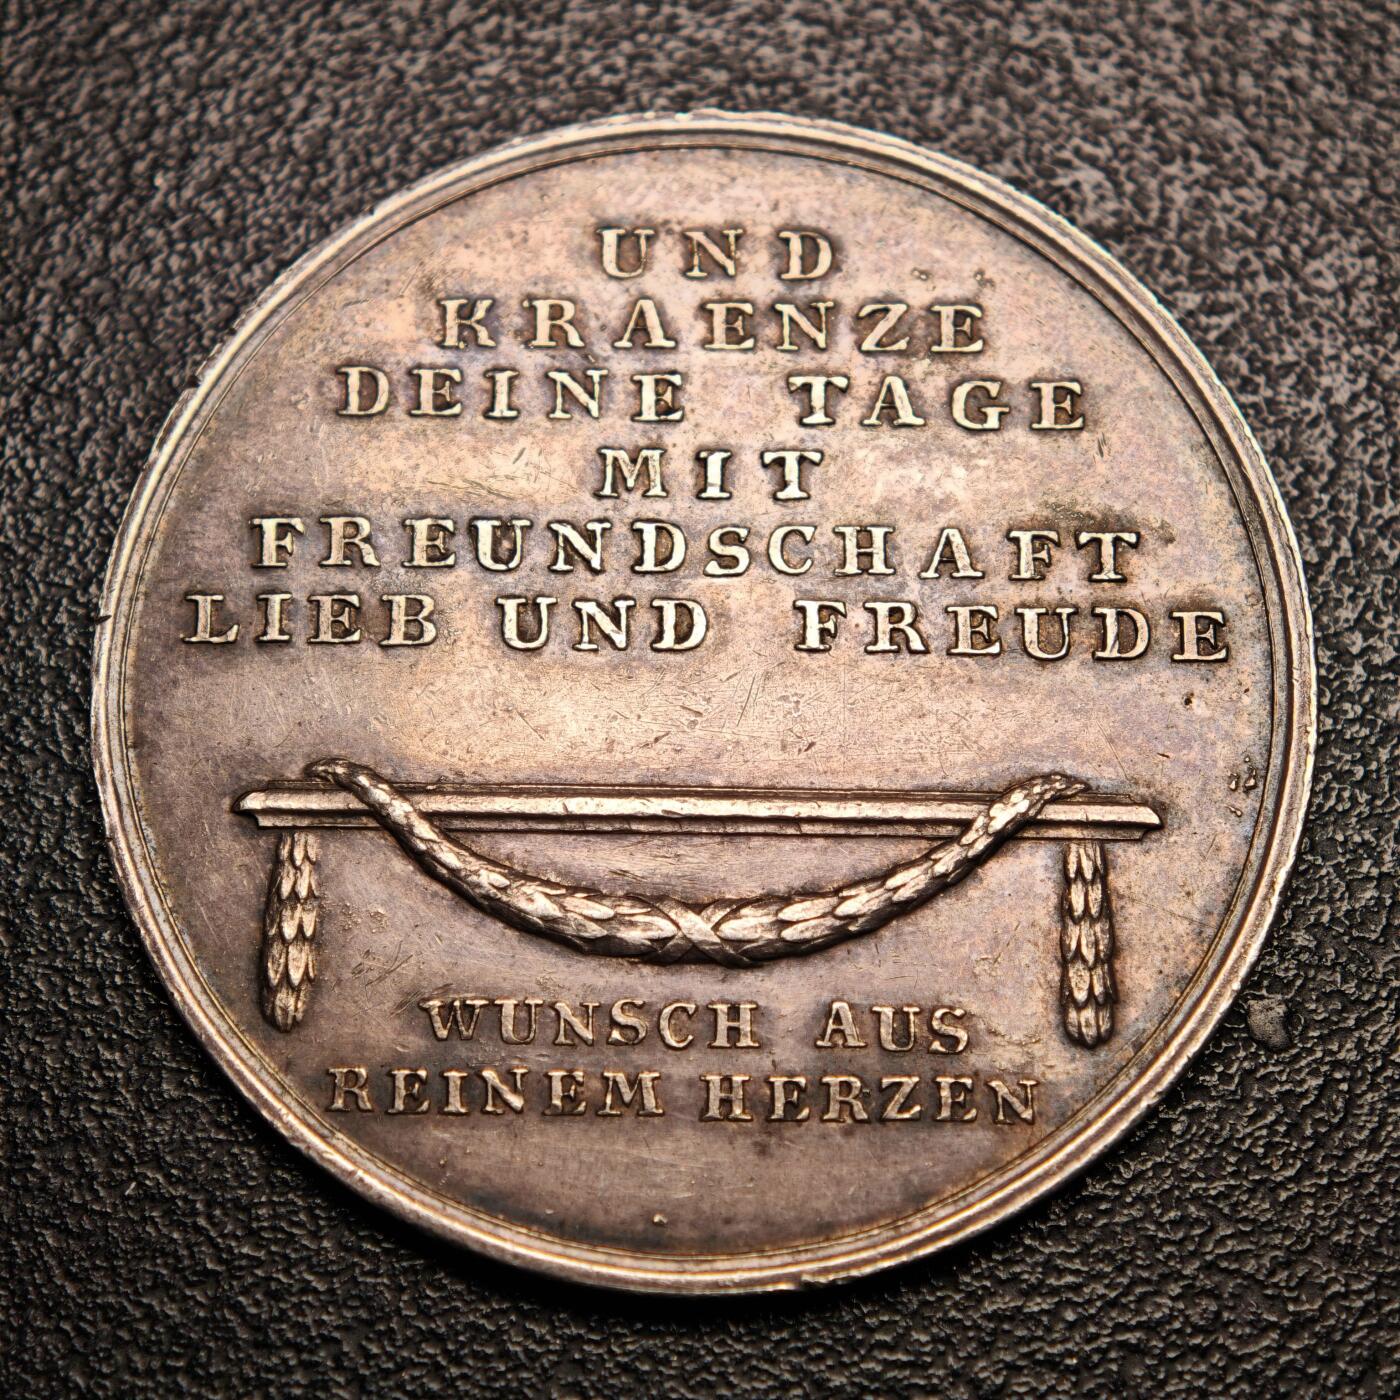 UND
KRAENZE
DEINE TAGE
MIT
FREUNDSCHAFT
LIEB UND FREUDE
WUNSCH AUS
REINEM HERZEN